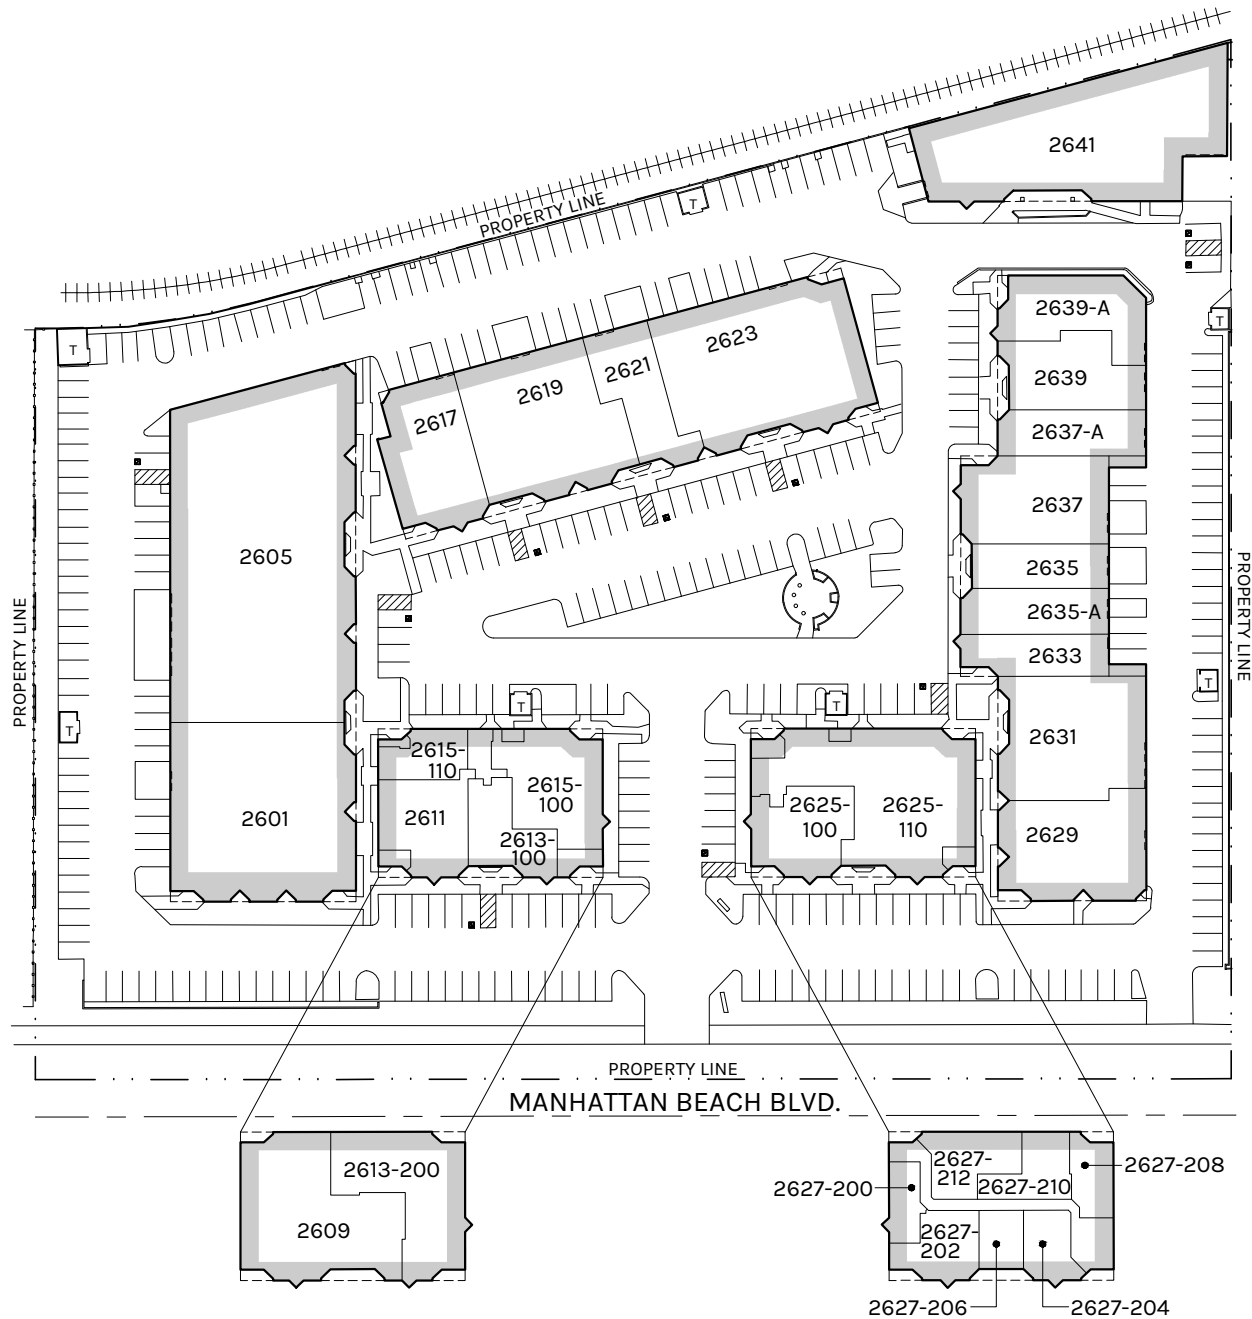 2641
PROPERTY LINE
T
2639-A
2623
T
2621
T
2639
2619
2617
2637-A
2637
2605
2635
PROPERTY LINE
2635-A
PROPERTY LINE
2633
T
T
T
T
2631
2615-
110
2615-
100
2625-
100
2625-
110
2601
2611
2613-
100
2629
PROPERTY LINE
MANHATTAN BEACH BLVD.
2613-200
2609
2627-
212
2627-208
2627-200
2627-210
2627-
202
2627-206
2627-204